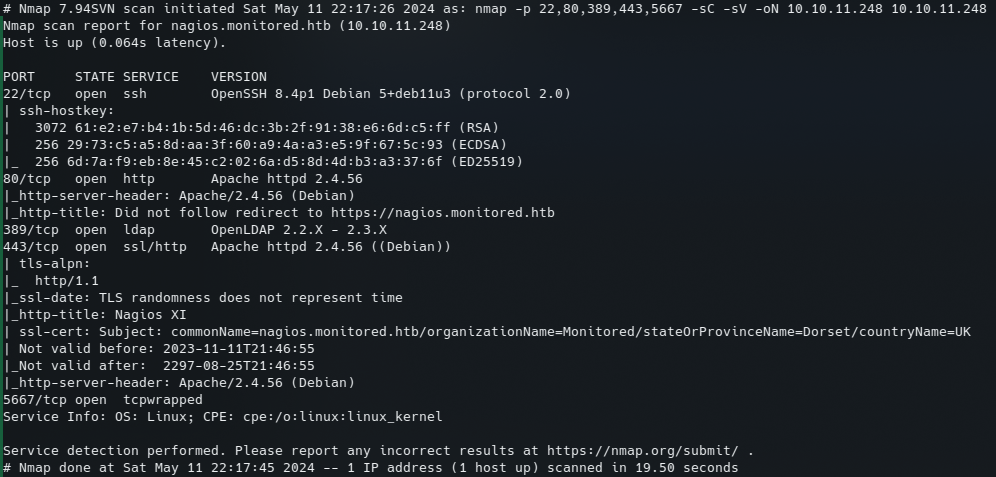 # Nmap 7.94SVN scan initiated Sat May 11 22:17:26 2024 as: nmap -p 22,80,389,443,5667 -sC -sV -oN 10.10.11.248 10.10.11.248
Nmap scan report for nagios.monitored.htb (10.10.11.248)
Host is up (0.064s latency).

PORT     STATE SERVICE    VERSION
22/tcp   open  ssh        OpenSSH 8.4p1 Debian 5+deb11u3 (protocol 2.0)
| ssh-hostkey:
|   3072 61:e2:e7:b4:1b:5d:46:dc:3b:2f:91:38:e6:6d:c5:ff (RSA)
|   256 29:73:c5:a5:8d:aa:3f:60:a9:4a:a3:e5:9f:67:5c:93 (ECDSA)
|_  256 6d:7a:f9:eb:8e:45:c2:02:6a:d5:8d:4d:b3:a3:37:6f (ED25519)
80/tcp   open  http       Apache httpd 2.4.56
|_http-server-header: Apache/2.4.56 (Debian)
|_http-title: Did not follow redirect to https://nagios.monitored.htb
389/tcp  open  ldap       OpenLDAP 2.2.X - 2.3.X
443/tcp  open  ssl/http   Apache httpd 2.4.56 ((Debian))
| tls-alpn:
|_  http/1.1
|_ssl-date: TLS randomness does not represent time
|_http-title: Nagios XI
| ssl-cert: Subject: commonName=nagios.monitored.htb/organizationName=Monitored/stateOrProvinceName=Dorset/countryName=UK
| Not valid before: 2023-11-11T21:46:55
|_Not valid after:  2297-08-25T21:46:55
|_http-server-header: Apache/2.4.56 (Debian)
5667/tcp open  tcpwrapped
Service Info: OS: Linux; CPE: cpe:/o:linux:linux_kernel

Service detection performed. Please report any incorrect results at https://nmap.org/submit/ .
# Nmap done at Sat May 11 22:17:45 2024 -- 1 IP address (1 host up) scanned in 19.50 seconds